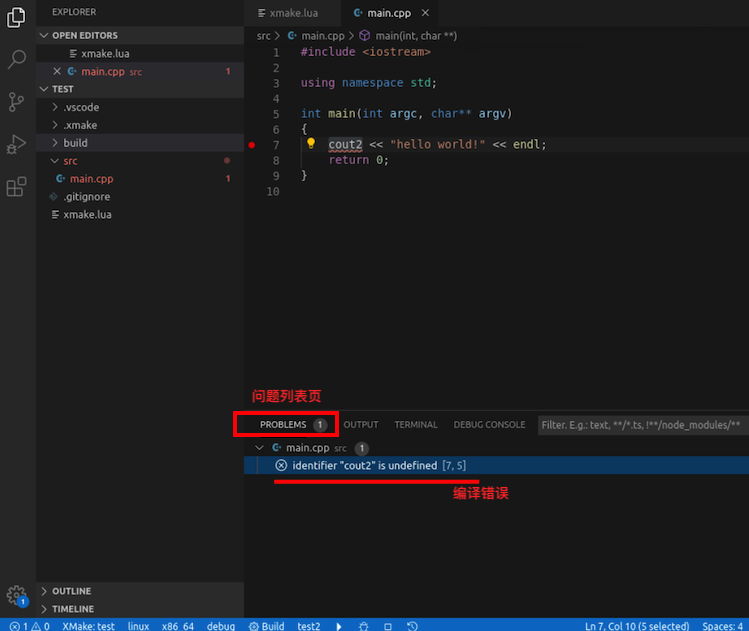 EXPLORER
OPEN EDITORS
xmake.lua
main.cpp src 1
TEST
.vscode
.xmake
build
src
main.cpp 1
.gitignore
xmake.lua
OUTLINE
TIMELINE
xmake.lua
main.cpp
src > main.cpp > main(int, char **)
1 #include <iostream>
2
3 using namespace std;
4
5 int main(int argc, char** argv)
6 {
7 cout2 << "hello world!" << endl;
8 return 0;
9 }
10
问题列表页
PROBLEMS 1 OUTPUT TERMINAL DEBUG CONSOLE Filter. E.g.: text, **/*.ts, !**/node_modules/**
main.cpp src 1
identifier "cout2" is undefined [7, 5]
编译错误
1
1 0 XMake: test linux x86_64 debug Build test2 Ln 7, Col 10 (5 selected) Spaces: 4